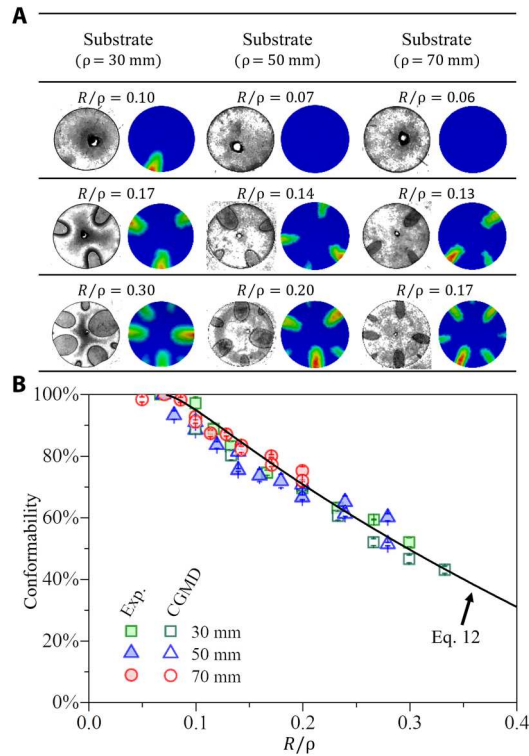 A
Substrate Substrate Substrate
(ρ = 30 mm) (ρ = 50 mm) (ρ = 70 mm)
R/ρ = 0.10 R/ρ = 0.07 R/ρ = 0.06
R/ρ = 0.17 R/ρ = 0.14 R/ρ = 0.13
R/ρ = 0.30 R/ρ = 0.20 R/ρ = 0.17
B
100%
80%
60%
40%
20%
0%
Conformability
Exp. CGMD
30 mm
50 mm
70 mm
Eq. 12
0.0 0.1 0.2 0.3 0.4
R/ρ